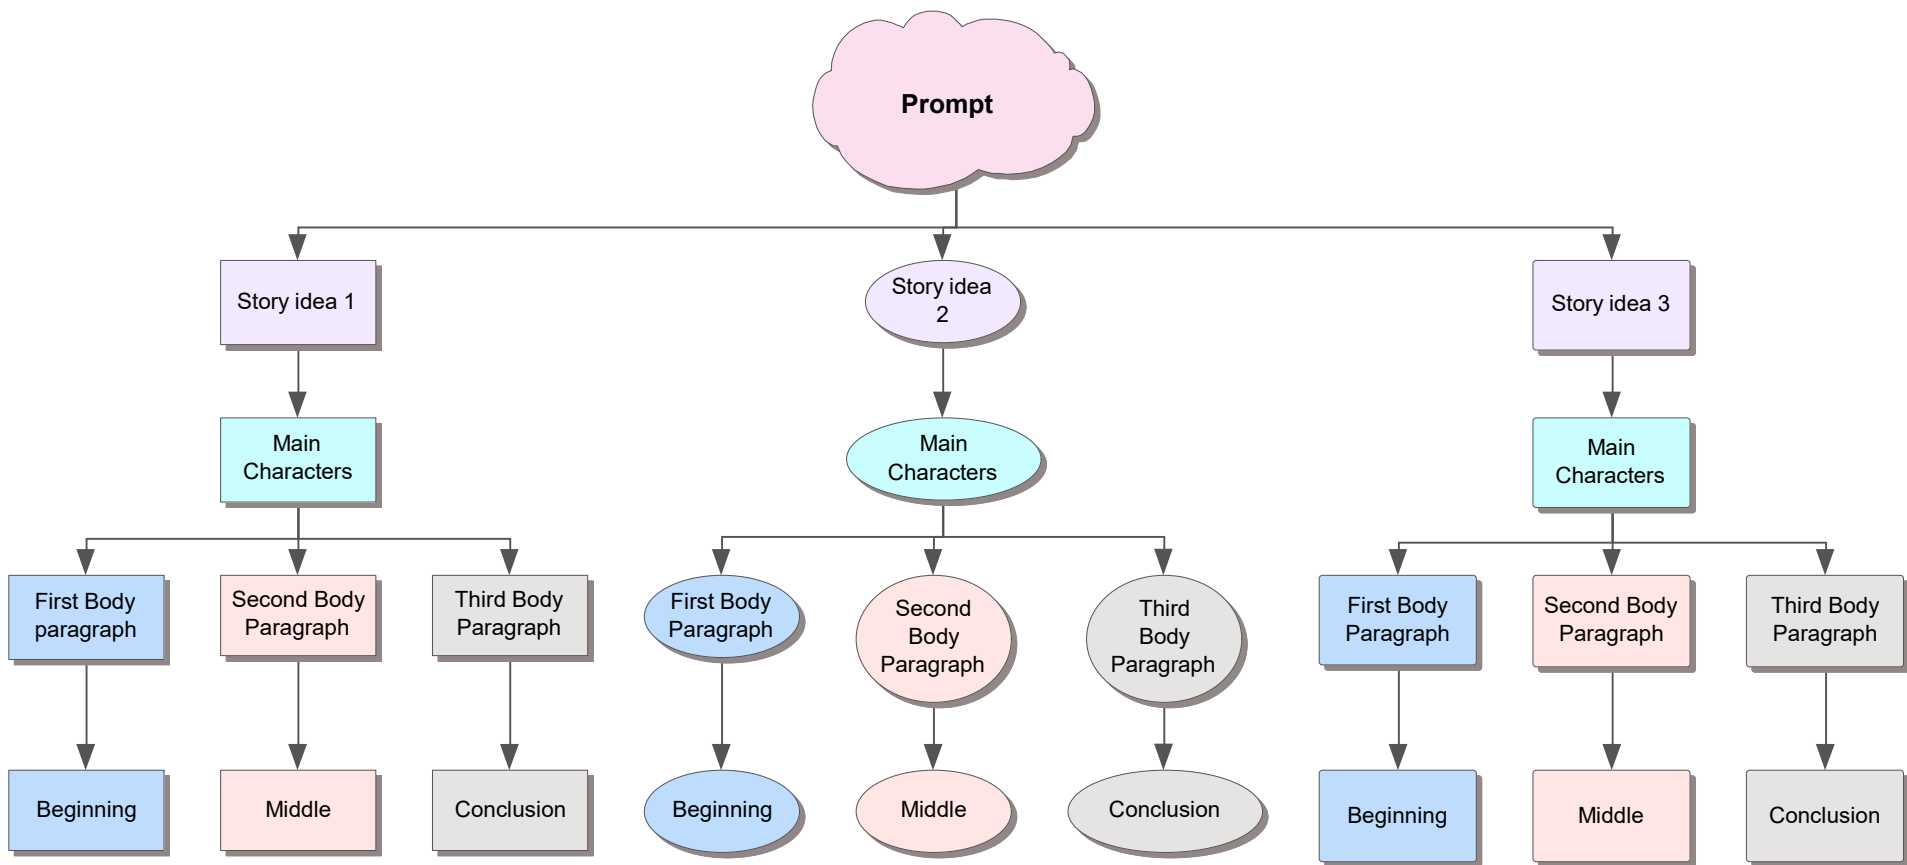 Prompt
Story idea 1
Story idea
2
Story idea 3
Main
Characters
Main
Characters
Main
Characters
First Body
paragraph
Second Body
Paragraph
Third Body
Paragraph
First Body
Paragraph
Second
Body
Paragraph
Third
Body
Paragraph
First Body
Paragraph
Second Body
Paragraph
Third Body
Paragraph
Beginning
Middle
Conclusion
Beginning
Middle
Conclusion
Beginning
Middle
Conclusion